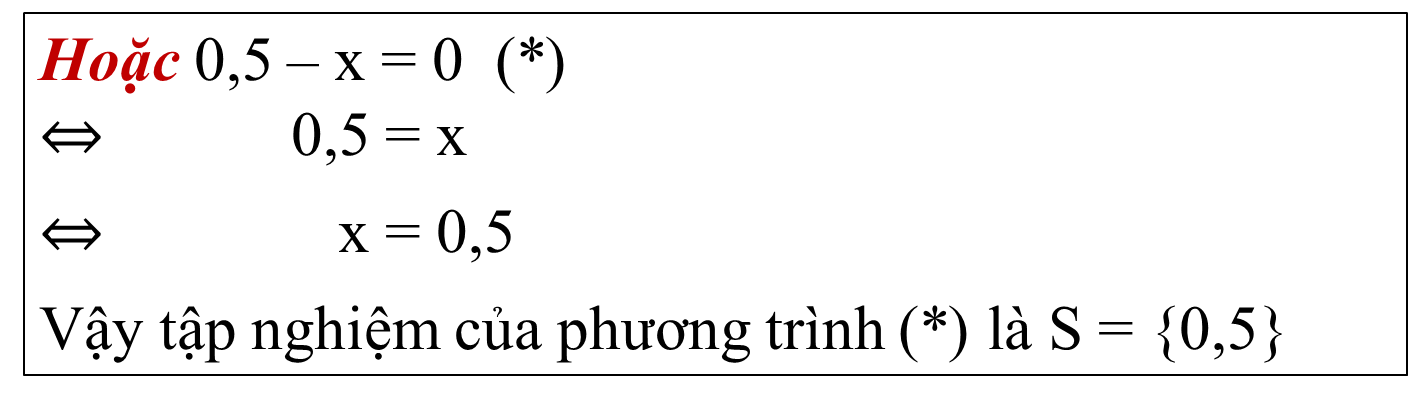 Hoặc 0,5 – x = 0 (*)
⇔ 0,5 = x
⇔ x = 0,5
Vậy tập nghiệm của phương trình (*) là S = {0,5}